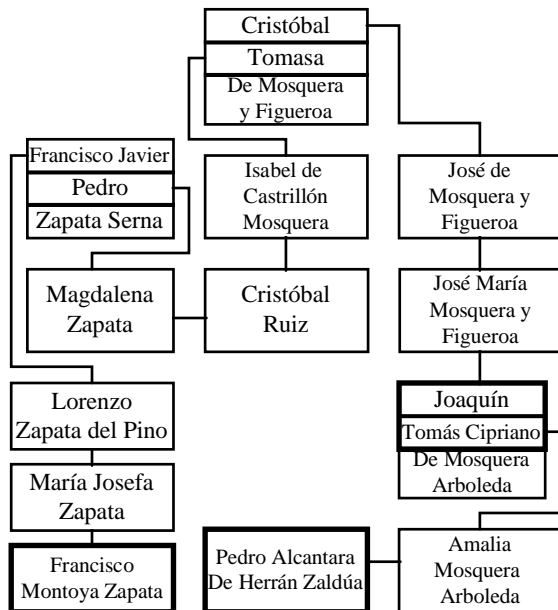 Cristóbal
Tomasa
De Mosquera
y Figueroa
Francisco Javier
Pedro
Zapata Serna
Isabel de
Castrillón
Mosquera
José de
Mosquera y
Figueroa
Magdalena
Zapata
Cristóbal
Ruiz
José María
Mosquera y
Figueroa
Lorenzo
Zapata del Pino
Joaquín
Tomás Cipriano
De Mosquera
Arboleda
María Josefa
Zapata
Francisco
Montoya Zapata
Pedro Alcantara
De Herrán Zaldúa
Amalia
Mosquera
Arboleda